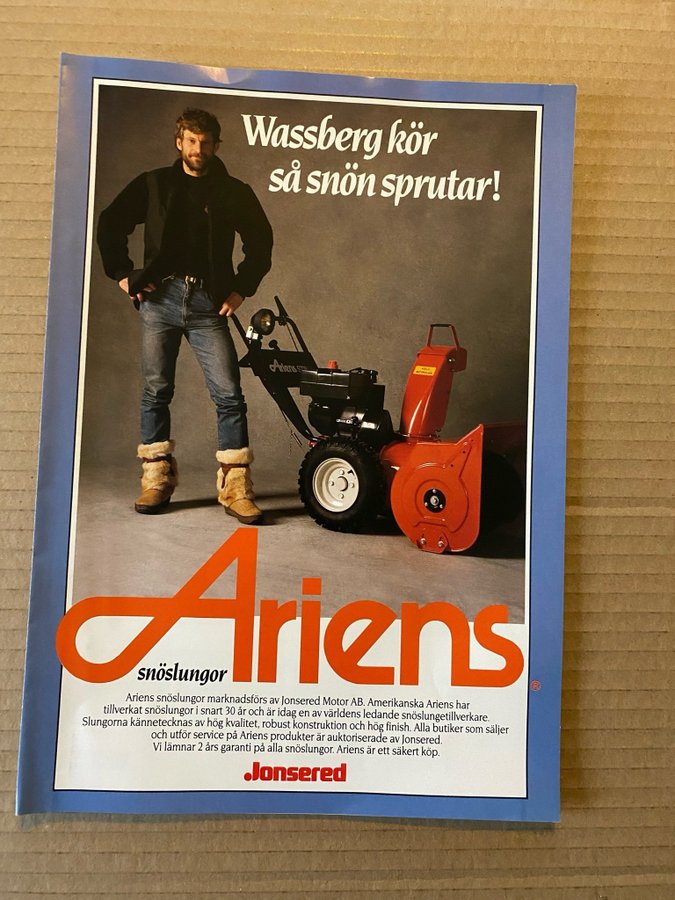 Wassberg kör
så snön sprutar!
Ariens
Ariens
snöslungor
®
Ariens snöslungor marknadsförs av Jonsered Motor AB. Amerikanska Ariens har
tillverkat snöslungor i snart 30 år och är idag en av världens ledande snöslungetillverkare.
Slungorna kännetecknas av hög kvalitet, robust konstruktion och hög finish. Alla butiker som säljer
och utför service på Ariens produkter är auktoriserade av Jonsered.
Vi lämnar 2 års garanti på alla snöslungor. Ariens är ett säkert köp.
Jonsered